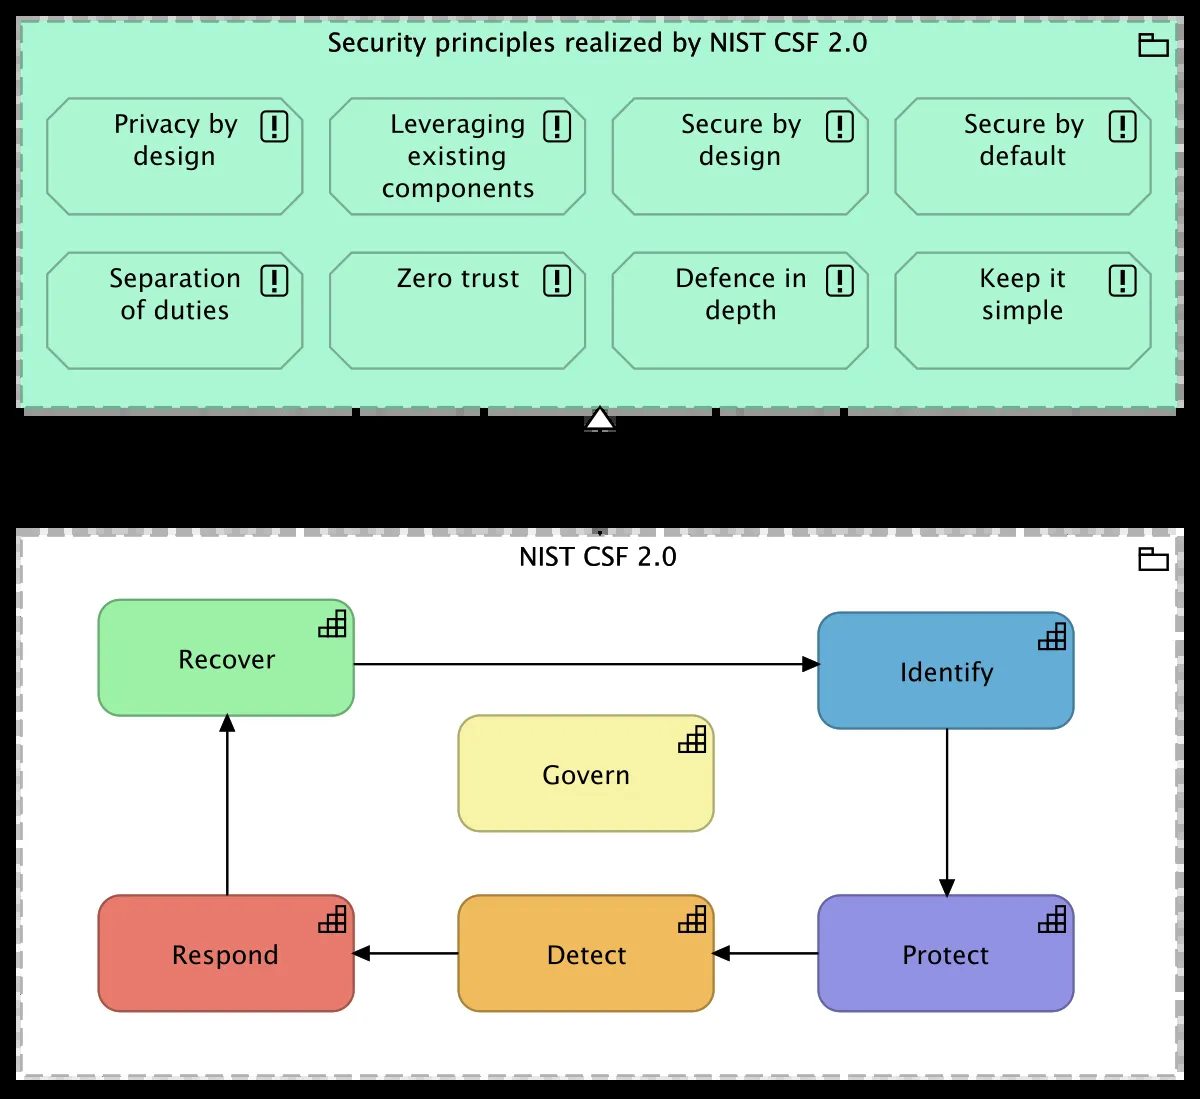 Security principles realized by NIST CSF 2.0
Privacy by
design
Leveraging
existing
components
Secure by
design
Secure by
default
Separation
of duties
Zero trust
Defence in
depth
Keep it
simple
NIST CSF 2.0
Recover
Identify
Govern
Respond
Detect
Protect